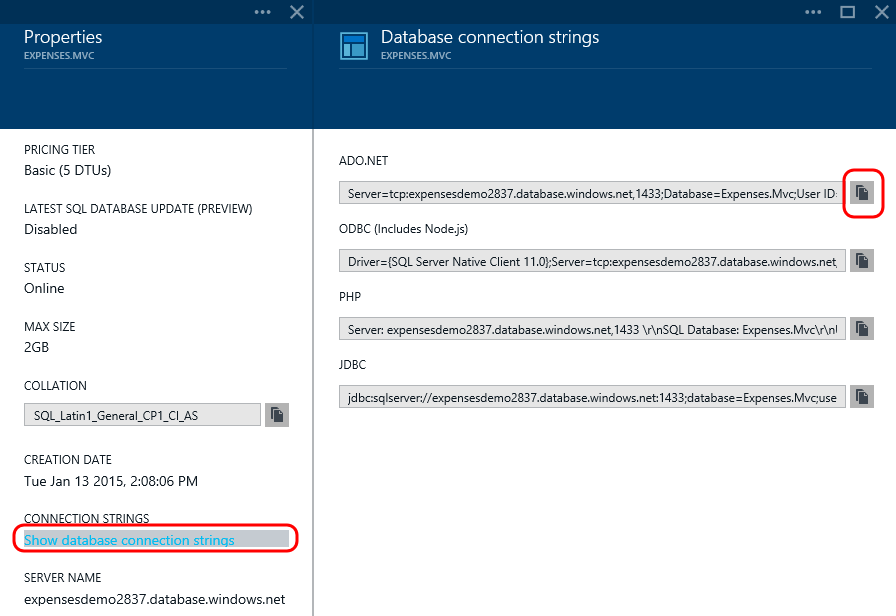 Properties
EXPENSES.MVC
PRICING TIER
Basic (5 DTUs)
LATEST SQL DATABASE UPDATE (PREVIEW)
Disabled
STATUS
Online
MAX SIZE
2GB
COLLATION
SQL_Latin1_General_CP1_CI_AS
CREATION DATE
Tue Jan 13 2015, 2:08:06 PM
CONNECTION STRINGS
Show database connection strings
SERVER NAME
expensesdemo2837.database.windows.net
Database connection strings
EXPENSES.MVC
ADO.NET
Server=tcp:expensesdemo2837.database.windows.net,1433;Database=Expenses.Mvc;User ID=
ODBC (Includes Node.js)
Driver={SQL Server Native Client 11.0};Server=tcp:expensesdemo2837.database.windows.net,
PHP
Server: expensesdemo2837.database.windows.net,1433 \r\nSQL Database: Expenses.Mvc\r\n
JDBC
jdbc:sqlserver://expensesdemo2837.database.windows.net:1433;database=Expenses.Mvc;use